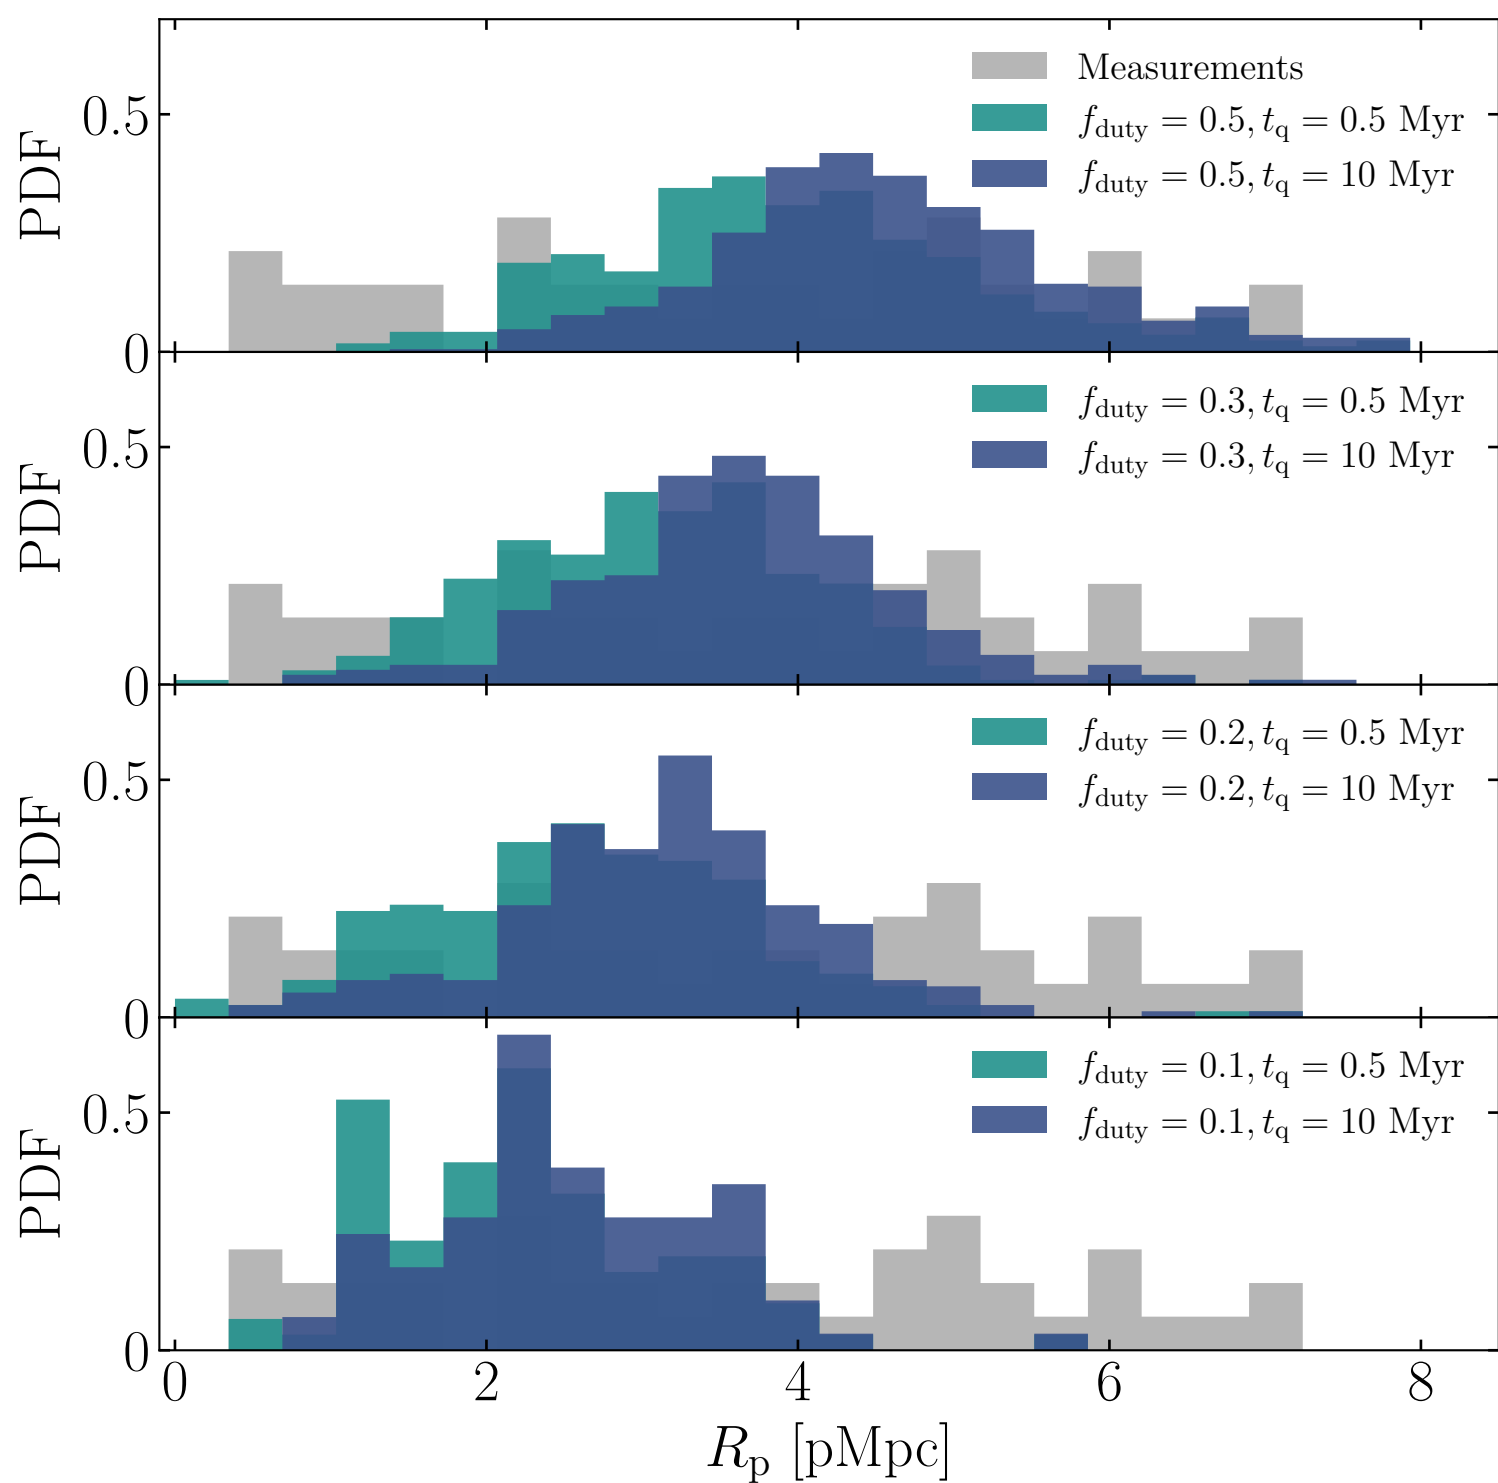 Measurements
0.5
f_duty = 0.5, t_q = 0.5 Myr
f_duty = 0.5, t_q = 10 Myr
PDF
0
f_duty = 0.3, t_q = 0.5 Myr
0.5
f_duty = 0.3, t_q = 10 Myr
PDF
0
f_duty = 0.2, t_q = 0.5 Myr
0.5
f_duty = 0.2, t_q = 10 Myr
PDF
0
f_duty = 0.1, t_q = 0.5 Myr
0.5
f_duty = 0.1, t_q = 10 Myr
PDF
0
0 2 4 6 8
R_p [pMpc]